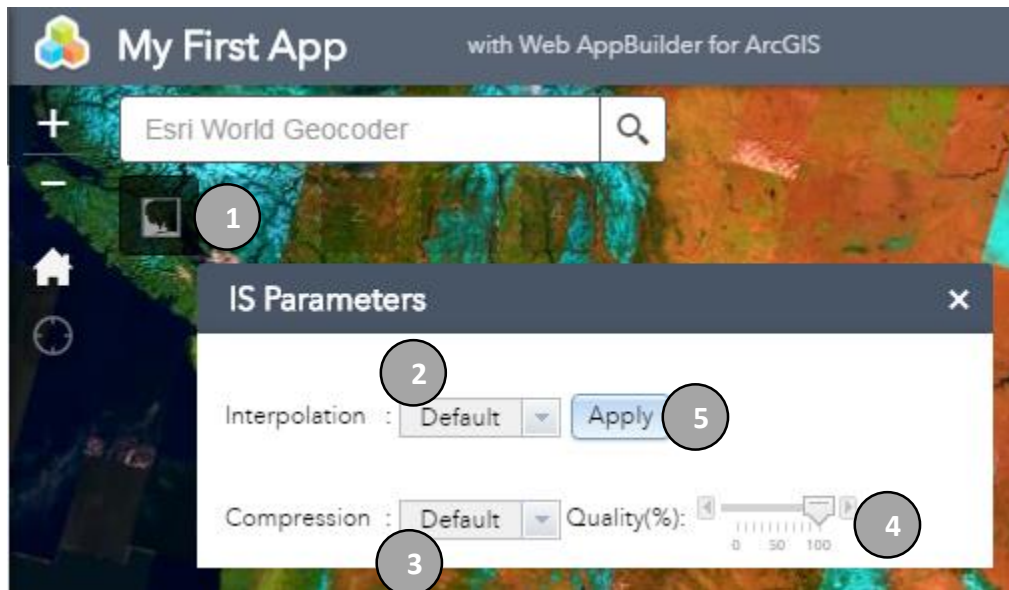 My First App with Web AppBuilder for ArcGIS
+
Esri World Geocoder
−
1
IS Parameters ×
2
Interpolation : Default Apply 5
Compression : Default Quality(%): 4
0 50 100
3